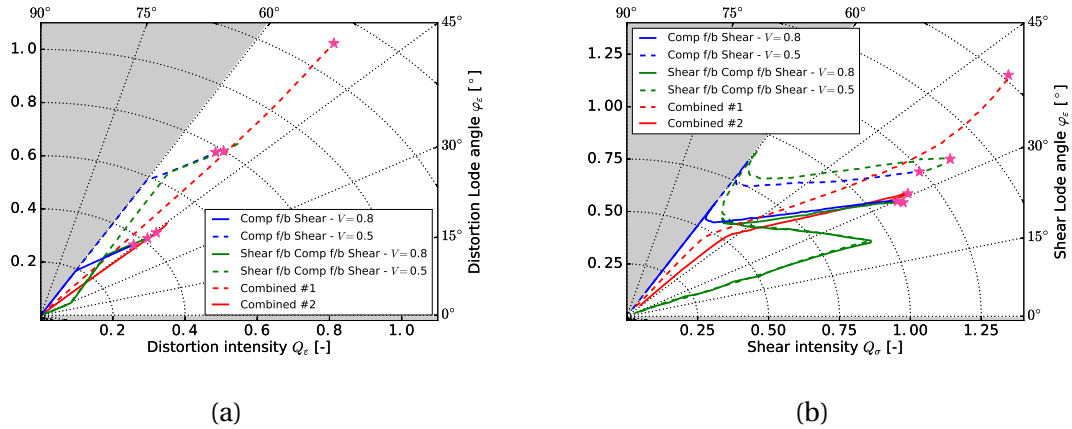 90°
75°
60°
45°
30°
15°
0°
1.0
0.8
0.6
0.4
0.2
0.2
0.4
0.6
0.8
1.0
Comp f/b Shear - V = 0.8
Comp f/b Shear - V = 0.5
Shear f/b Comp f/b Shear - V = 0.8
Shear f/b Comp f/b Shear - V = 0.5
Combined #1
Combined #2
Distortion intensity Qε [-]
Distortion Lode angle φε [°]
(a)
90°
75°
60°
45°
30°
15°
0°
1.25
1.00
0.75
0.50
0.25
0.25
0.50
0.75
1.00
1.25
Comp f/b Shear - V = 0.8
Comp f/b Shear - V = 0.5
Shear f/b Comp f/b Shear - V = 0.8
Shear f/b Comp f/b Shear - V = 0.5
Combined #1
Combined #2
Shear intensity Qσ [-]
Shear Lode angle φε [°]
(b)